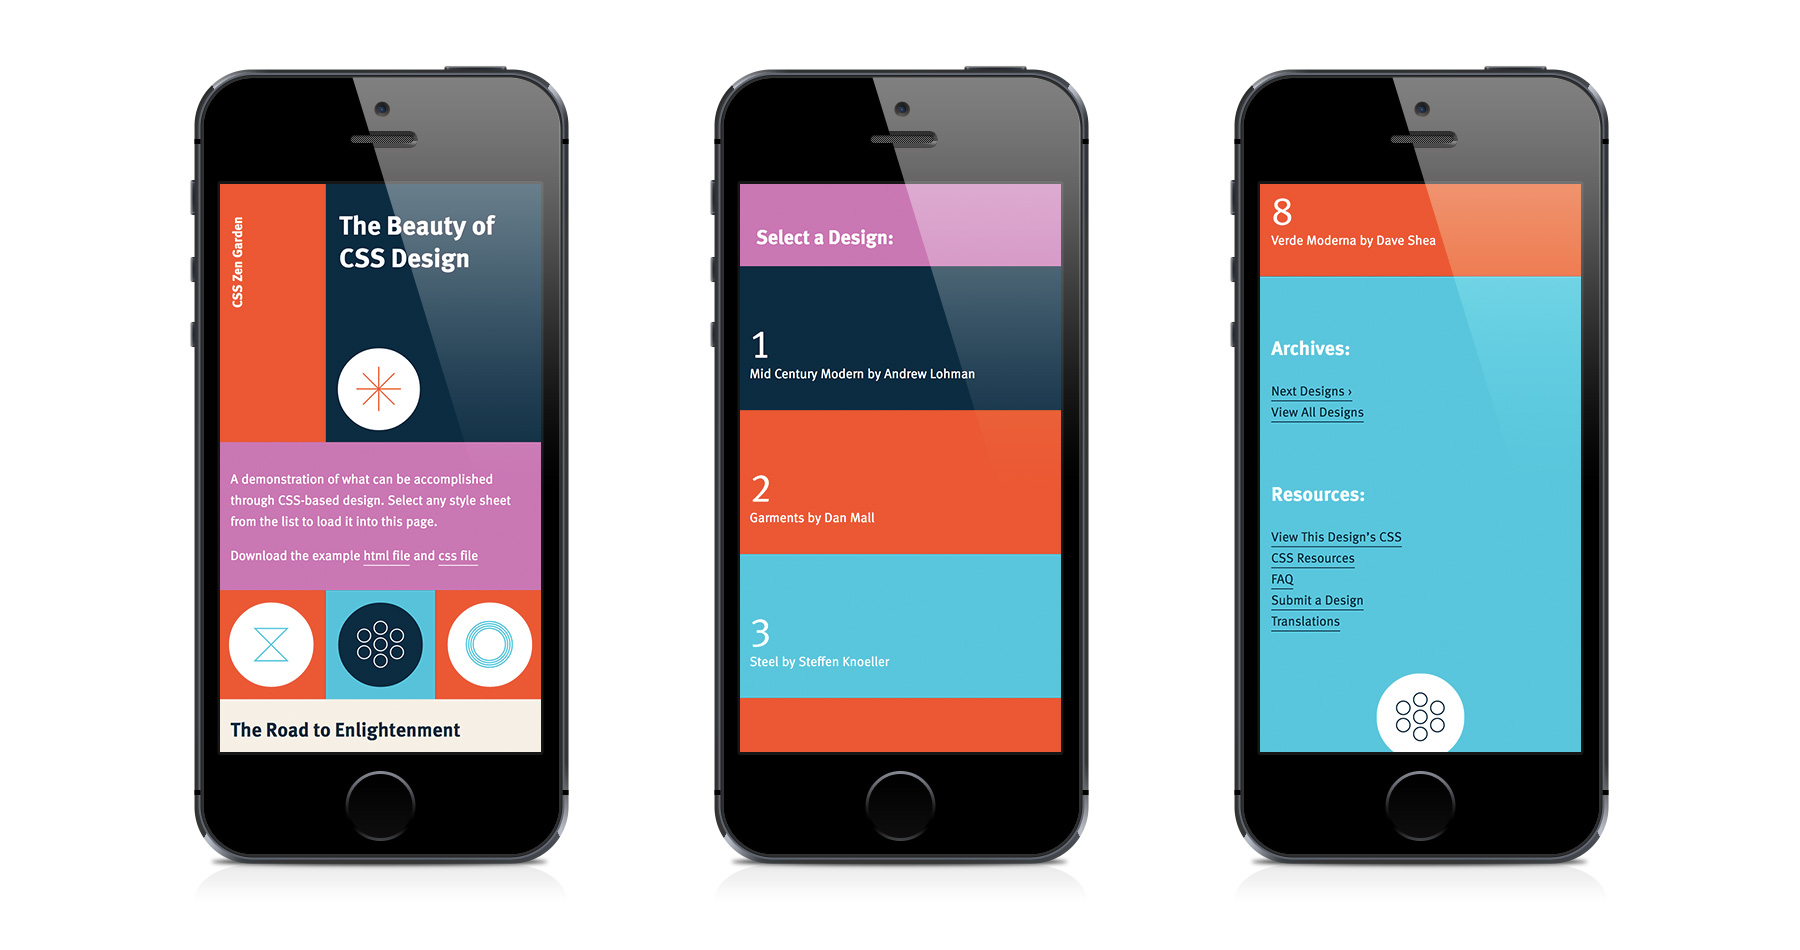 CSS Zen Garden
The Beauty of
CSS Design
A demonstration of what can be accomplished
through CSS-based design. Select any style sheet
from the list to load it into this page.
Download the example html file and css file
The Road to Enlightenment
Select a Design:
1
Mid Century Modern by Andrew Lohman
2
Garments by Dan Mall
3
Steel by Steffen Knoeller
8
Verde Moderna by Dave Shea
Archives:
Next Designs ›
View All Designs
Resources:
View This Design’s CSS
CSS Resources
FAQ
Submit a Design
Translations